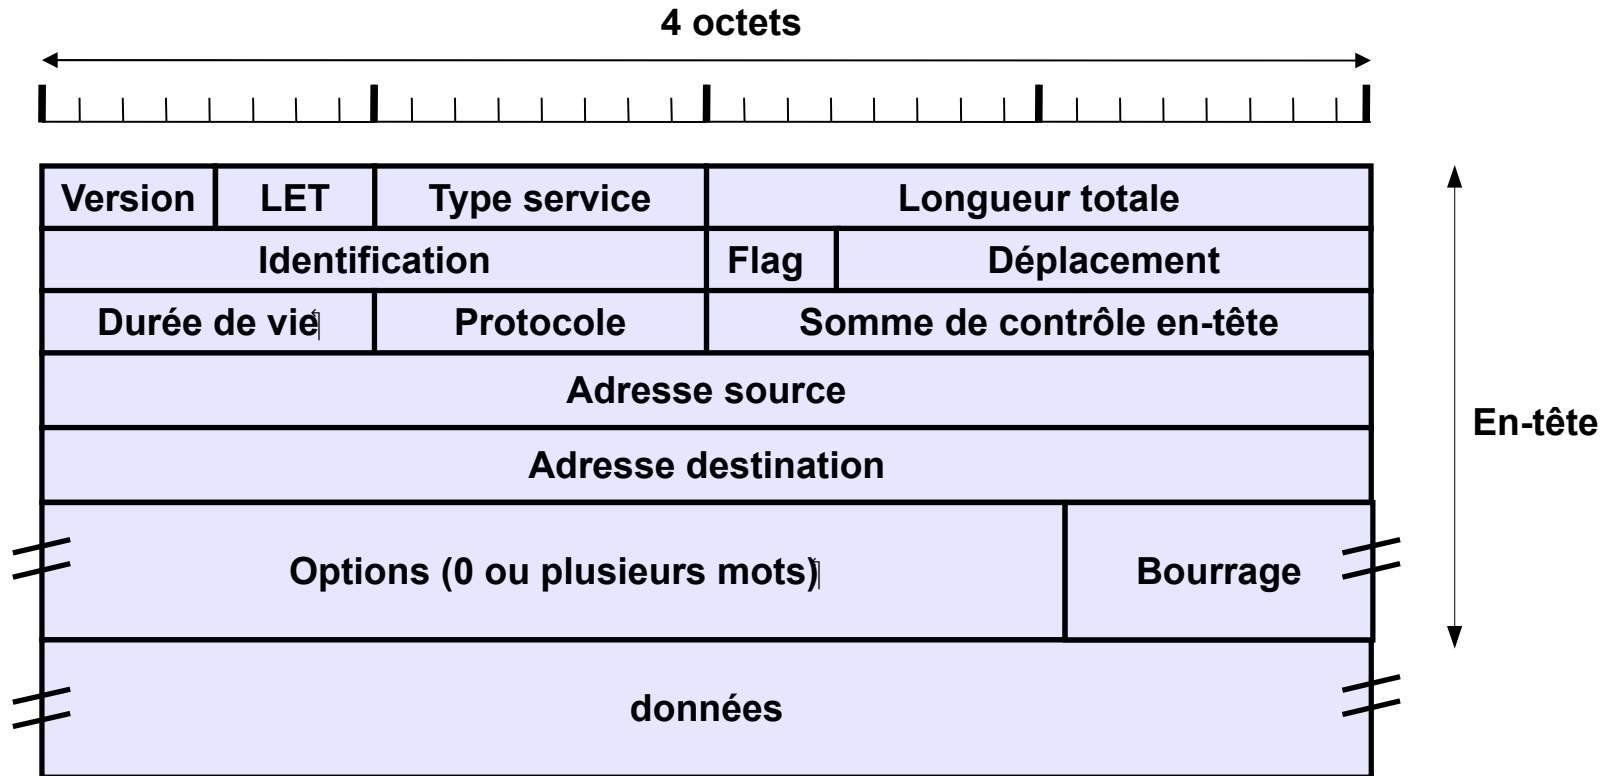 4 octets
Version LET Type service Longueur totale
Identification Flag Déplacement
Durée de vie Protocole Somme de contrôle en-tête
Adresse source
En-tête
Adresse destination
Options (0 ou plusieurs mots) Bourrage
données